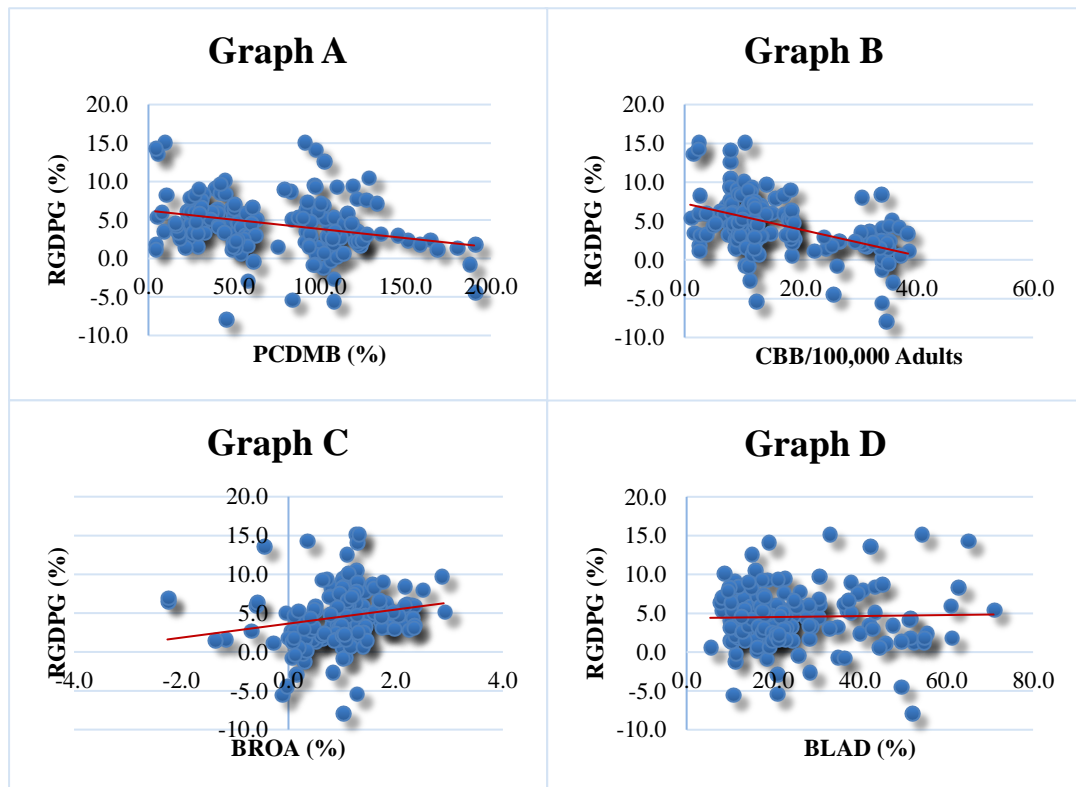 Graph A
20.0
15.0
10.0
5.0
0.0
-5.0
-10.0
RGDPG (%)
0.0 50.0 100.0 150.0 200.0
PCDMB (%)
Graph B
20.0
15.0
10.0
5.0
0.0
-5.0
-10.0
RGDPG (%)
0.0 20.0 40.0 60.0
CBB/100,000 Adults
Graph C
20.0
15.0
10.0
5.0
0.0
-5.0
-10.0
RGDPG (%)
-4.0 -2.0 0.0 2.0 4.0
BROA (%)
Graph D
20.0
15.0
10.0
5.0
0.0
-5.0
-10.0
RGDPG (%)
0.0 20.0 40.0 60.0 80.0
BLAD (%)